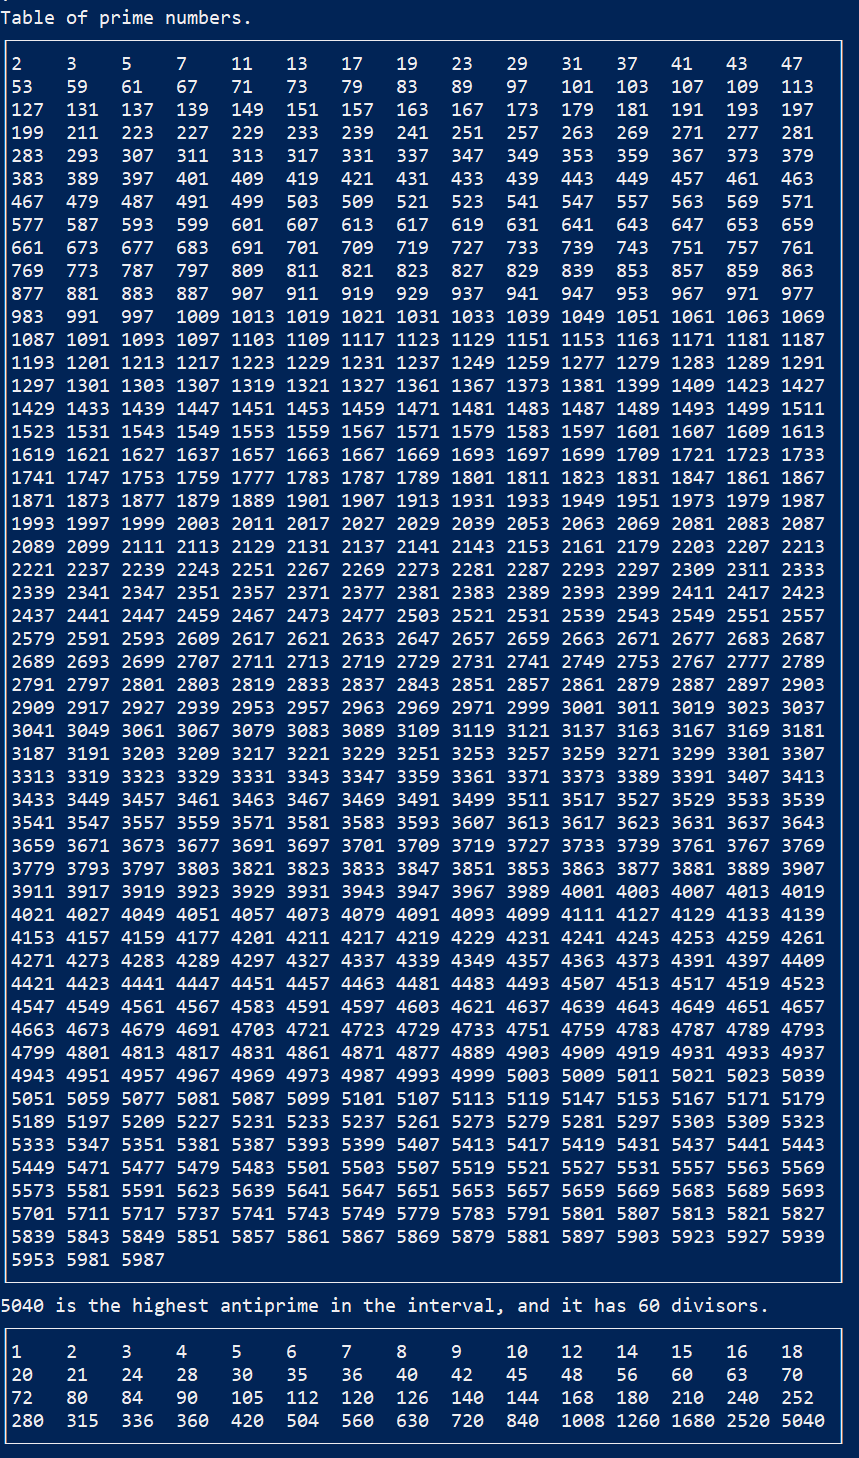 Table of prime numbers.
2 3 5 7 11 13 17 19 23 29 31 37 41 43 47
53 59 61 67 71 73 79 83 89 97 101 103 107 109 113
127 131 137 139 149 151 157 163 167 173 179 181 191 193 197
199 211 223 227 229 233 239 241 251 257 263 269 271 277 281
283 293 307 311 313 317 331 337 347 349 353 359 367 373 379
383 389 397 401 409 419 421 431 433 439 443 449 457 461 463
467 479 487 491 499 503 509 521 523 541 547 557 563 569 571
577 587 593 599 601 607 613 617 619 631 641 643 647 653 659
661 673 677 683 691 701 709 719 727 733 739 743 751 757 761
769 773 787 797 809 811 821 823 827 829 839 853 857 859 863
877 881 883 887 907 911 919 929 937 941 947 953 967 971 977
983 991 997 1009 1013 1019 1021 1031 1033 1039 1049 1051 1061 1063 1069
1087 1091 1093 1097 1103 1109 1117 1123 1129 1151 1153 1163 1171 1181 1187
1193 1201 1213 1217 1223 1229 1231 1237 1249 1259 1277 1279 1283 1289 1291
1297 1301 1303 1307 1319 1321 1327 1361 1367 1373 1381 1399 1409 1423 1427
1429 1433 1439 1447 1451 1453 1459 1471 1481 1483 1487 1489 1493 1499 1511
1523 1531 1543 1549 1553 1559 1567 1571 1579 1583 1597 1601 1607 1609 1613
1619 1621 1627 1637 1657 1663 1667 1669 1693 1697 1699 1709 1721 1723 1733
1741 1747 1753 1759 1777 1783 1787 1789 1801 1811 1823 1831 1847 1861 1867
1871 1873 1877 1879 1889 1901 1907 1913 1931 1933 1949 1951 1973 1979 1987
1993 1997 1999 2003 2011 2017 2027 2029 2039 2053 2063 2069 2081 2083 2087
2089 2099 2111 2113 2129 2131 2137 2141 2143 2153 2161 2179 2203 2207 2213
2221 2237 2239 2243 2251 2267 2269 2273 2281 2287 2293 2297 2309 2311 2333
2339 2341 2347 2351 2357 2371 2377 2381 2383 2389 2393 2399 2411 2417 2423
2437 2441 2447 2459 2467 2473 2477 2503 2521 2531 2539 2543 2549 2551 2557
2579 2591 2593 2609 2617 2621 2633 2647 2657 2659 2663 2671 2677 2683 2687
2689 2693 2699 2707 2711 2713 2719 2729 2731 2741 2749 2753 2767 2777 2789
2791 2797 2801 2803 2819 2833 2837 2843 2851 2857 2861 2879 2887 2897 2903
2909 2917 2927 2939 2953 2957 2963 2969 2971 2999 3001 3011 3019 3023 3037
3041 3049 3061 3067 3079 3083 3089 3109 3119 3121 3137 3163 3167 3169 3181
3187 3191 3203 3209 3217 3221 3229 3251 3253 3257 3259 3271 3299 3301 3307
3313 3319 3323 3329 3331 3343 3347 3359 3361 3371 3373 3389 3391 3407 3413
3433 3449 3457 3461 3463 3467 3469 3491 3499 3511 3517 3527 3529 3533 3539
3541 3547 3557 3559 3571 3581 3583 3593 3607 3613 3617 3623 3631 3637 3643
3659 3671 3673 3677 3691 3697 3701 3709 3719 3727 3733 3739 3761 3767 3769
3779 3793 3797 3803 3821 3823 3833 3847 3851 3853 3863 3877 3881 3889 3907
3911 3917 3919 3923 3929 3931 3943 3947 3967 3989 4001 4003 4007 4013 4019
4021 4027 4049 4051 4057 4073 4079 4091 4093 4099 4111 4127 4129 4133 4139
4153 4157 4159 4177 4201 4211 4217 4219 4229 4231 4241 4243 4253 4259 4261
4271 4273 4283 4289 4297 4327 4337 4339 4349 4357 4363 4373 4391 4397 4409
4421 4423 4441 4447 4451 4457 4463 4481 4483 4493 4507 4513 4517 4519 4523
4547 4549 4561 4567 4583 4591 4597 4603 4621 4637 4639 4643 4649 4651 4657
4663 4673 4679 4691 4703 4721 4723 4729 4733 4751 4759 4783 4787 4789 4793
4799 4801 4813 4817 4831 4861 4871 4877 4889 4903 4909 4919 4931 4933 4937
4943 4951 4957 4967 4969 4973 4987 4993 4999 5003 5009 5011 5021 5023 5039
5051 5059 5077 5081 5087 5099 5101 5107 5113 5119 5147 5153 5167 5171 5179
5189 5197 5209 5227 5231 5233 5237 5261 5273 5279 5281 5297 5303 5309 5323
5333 5347 5351 5381 5387 5393 5399 5407 5413 5417 5419 5431 5437 5441 5443
5449 5471 5477 5479 5483 5501 5503 5507 5519 5521 5527 5531 5557 5563 5569
5573 5581 5591 5623 5639 5641 5647 5651 5653 5657 5659 5669 5683 5689 5693
5701 5711 5717 5737 5741 5743 5749 5779 5783 5791 5801 5807 5813 5821 5827
5839 5843 5849 5851 5857 5861 5867 5869 5879 5881 5897 5903 5923 5927 5939
5953 5981 5987
5040 is the highest antiprime in the interval, and it has 60 divisors.
1 2 3 4 5 6 7 8 9 10 12 14 15 16 18
20 21 24 28 30 35 36 40 42 45 48 56 60 63 70
72 80 84 90 105 112 120 126 140 144 168 180 210 240 252
280 315 336 360 420 504 560 630 720 840 1008 1260 1680 2520 5040